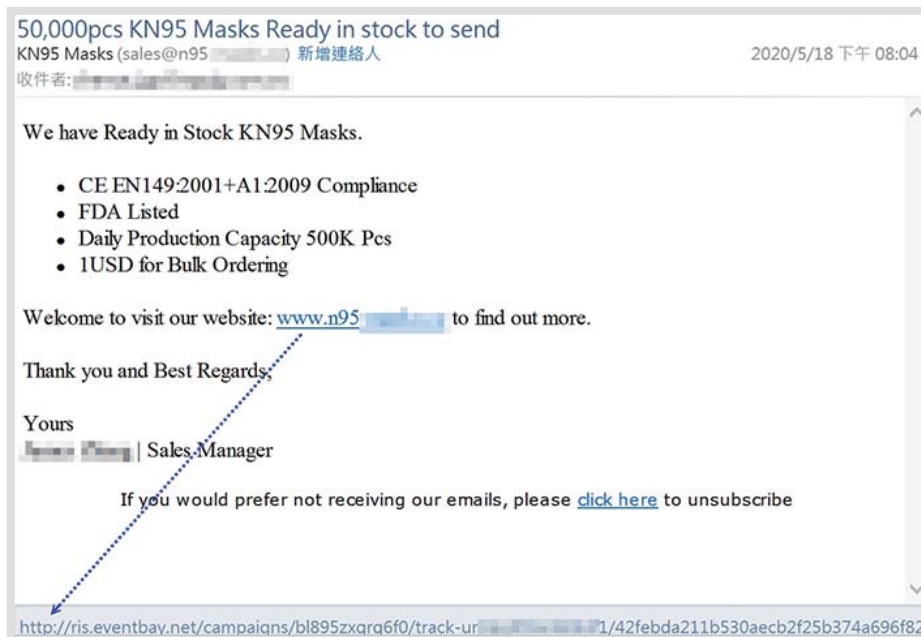 50,000pcs KN95 Masks Ready in stock to send
KN95 Masks (sales@n95 ) 新增連絡人 2020/5/18 下午 08:04
收件者:
We have Ready in Stock KN95 Masks.
• CE EN149:2001+A1:2009 Compliance
• FDA Listed
• Daily Production Capacity 500K Pcs
• 1USD for Bulk Ordering
Welcome to visit our website: www.n95 to find out more.
Thank you and Best Regards,
Yours
| Sales Manager
If you would prefer not receiving our emails, please click here to unsubscribe
http://ris.eventbay.net/campaigns/bl895zxqrq6f0/track-ur 1/42febda211b530aecb2f25b374a696f8a